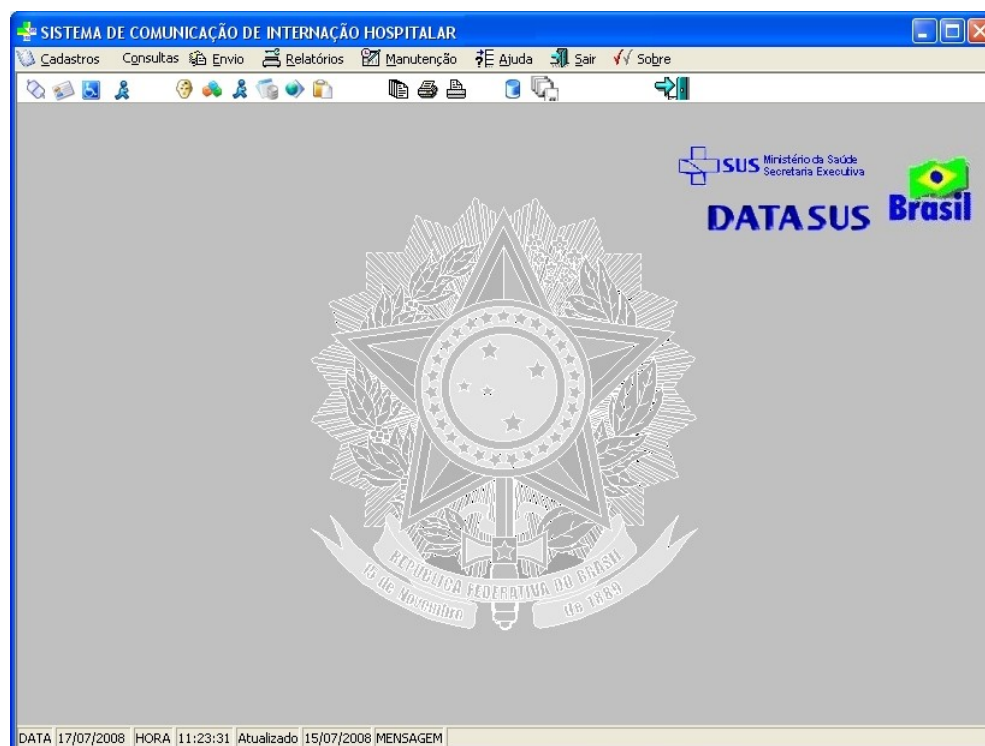 SISTEMA DE COMUNICAÇÃO DE INTERNAÇÃO HOSPITALAR
Cadastros Consultas Envio Relatórios Manutenção Ajuda Sair Sobre
SUS Ministério da Saúde
Secretaria Executiva
DATASUS Brasil
REPÚBLICA FEDERATIVA DO BRASIL
15 de Novembro de 1889
DATA 17/07/2008 HORA 11:23:31 Atualizado 15/07/2008 MENSAGEM